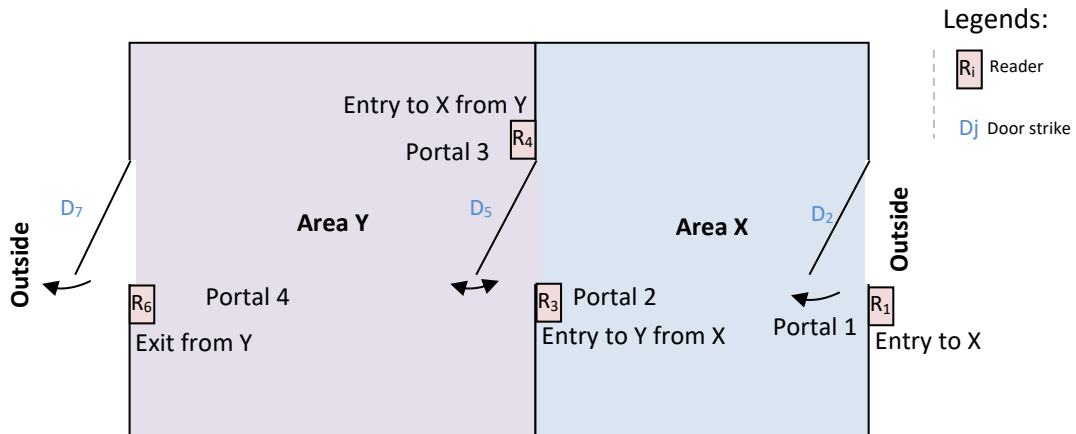 Legends:
Ri Reader
Dj Door strike
Entry to X from Y
R4
Portal 3
D7
D5
D2
Area Y
Area X
Outside
Outside
R6
Portal 4
R3
Portal 2
R1
Portal 1
Exit from Y
Entry to Y from X
Entry to X